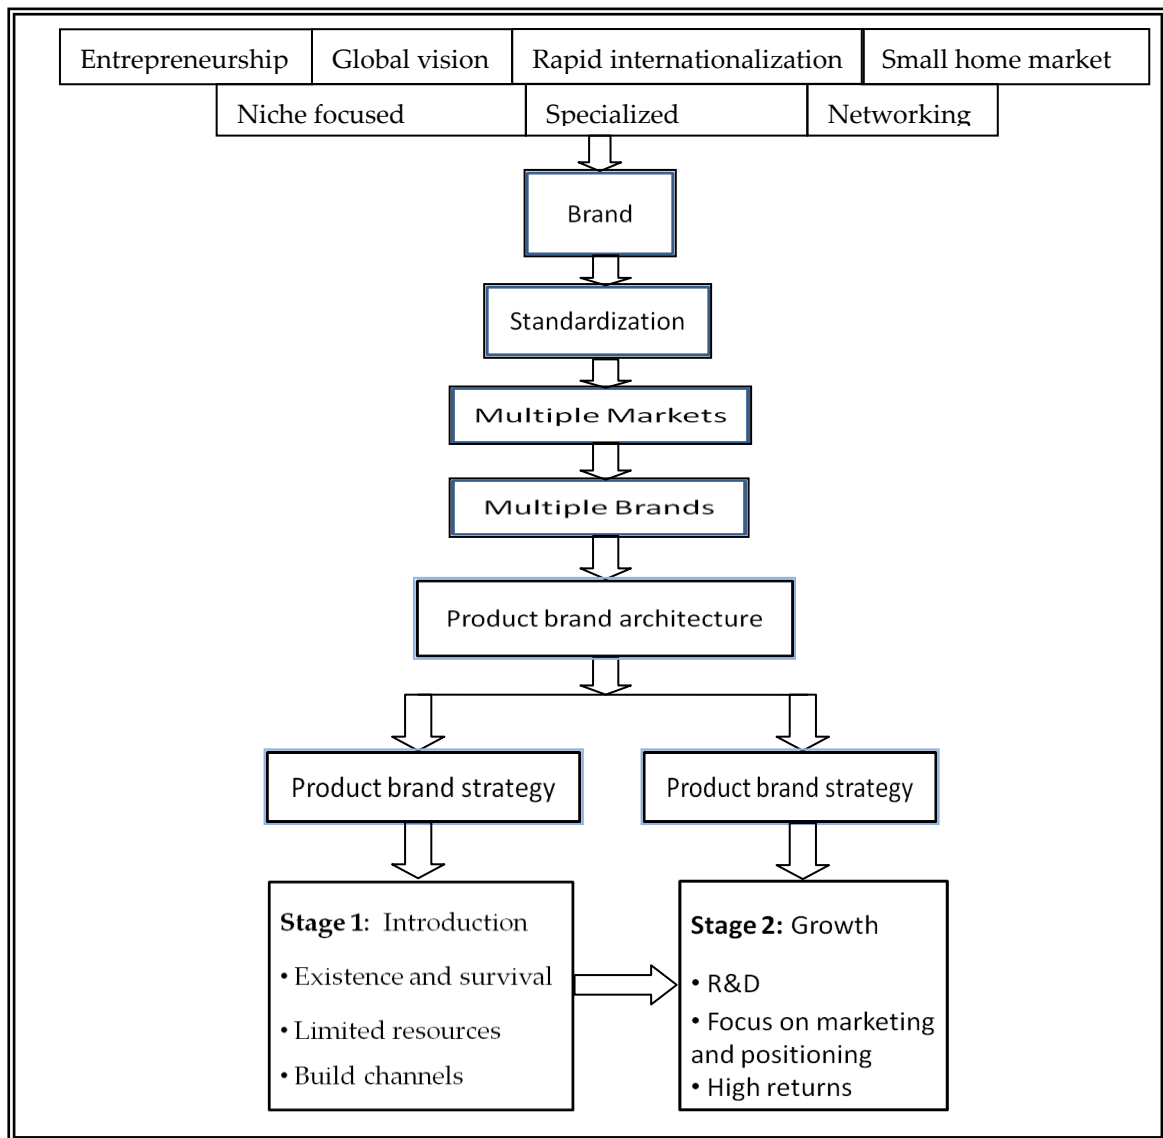 Entrepreneurship Global vision Rapid internationalization Small home market
Niche focused Specialized Networking
Brand
Standardization
Multiple Markets
Multiple Brands
Product brand architecture
Product brand strategy Product brand strategy
Stage 1: Introduction
• Existence and survival
• Limited resources
• Build channels
Stage 2: Growth
• R&D
• Focus on marketing
and positioning
• High returns